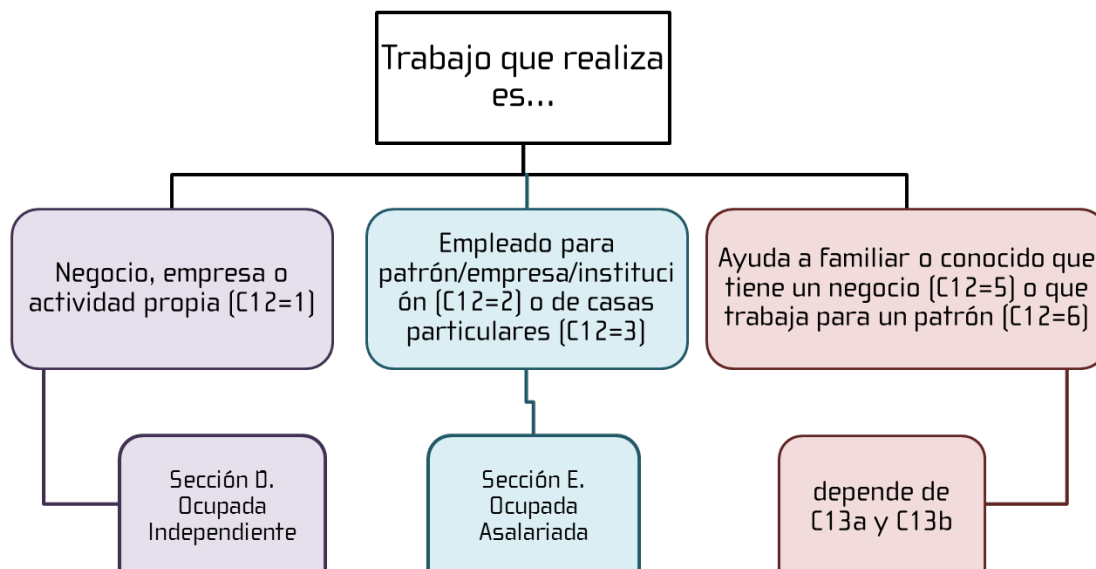 Trabajo que realiza
es...
Negocio, empresa o
actividad propia (C12=1)
Empleado para
patrón/empresa/instituci
ón (C12=2) o de casas
particulares (C12=3)
Ayuda a familiar o conocido que
tiene un negocio (C12=5) o que
trabaja para un patrón (C12=6)
Sección D.
Ocupada
Independiente
Sección E.
Ocupada
Asalariada
depende de
C13a y C13b